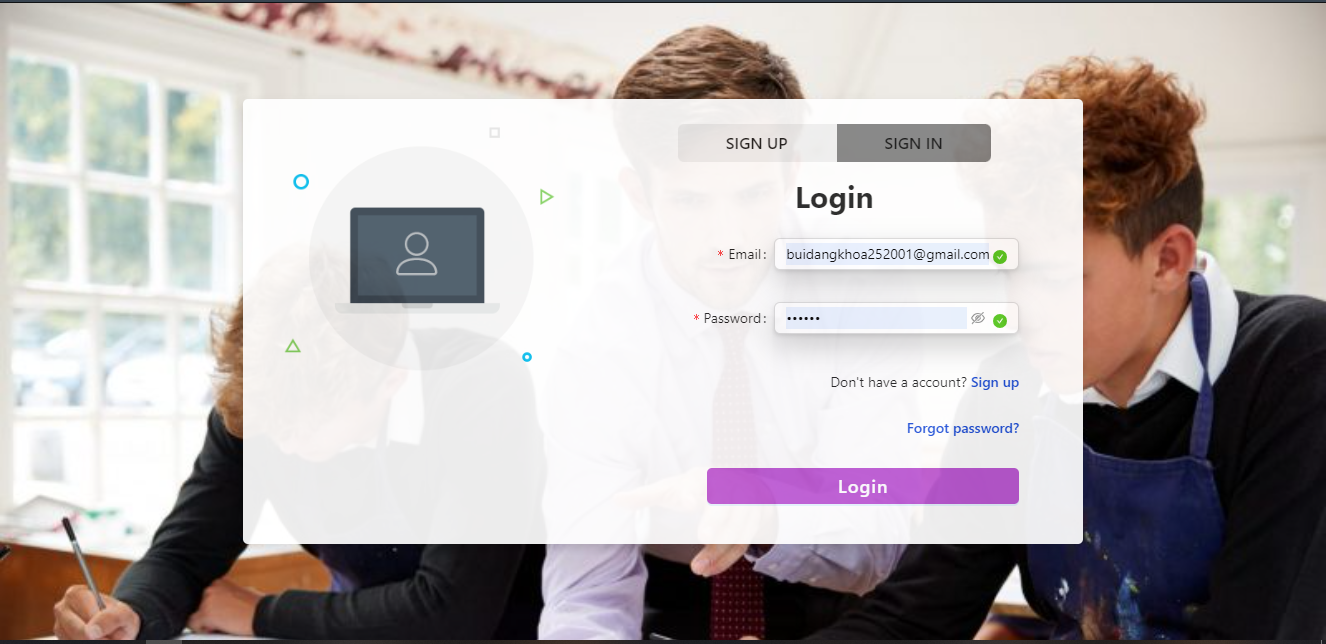 SIGN UP
SIGN IN
Login
* Email:
buidangkhoa252001@gmail.com
* Password:
••••••
Don't have a account? Sign up
Forgot password?
Login